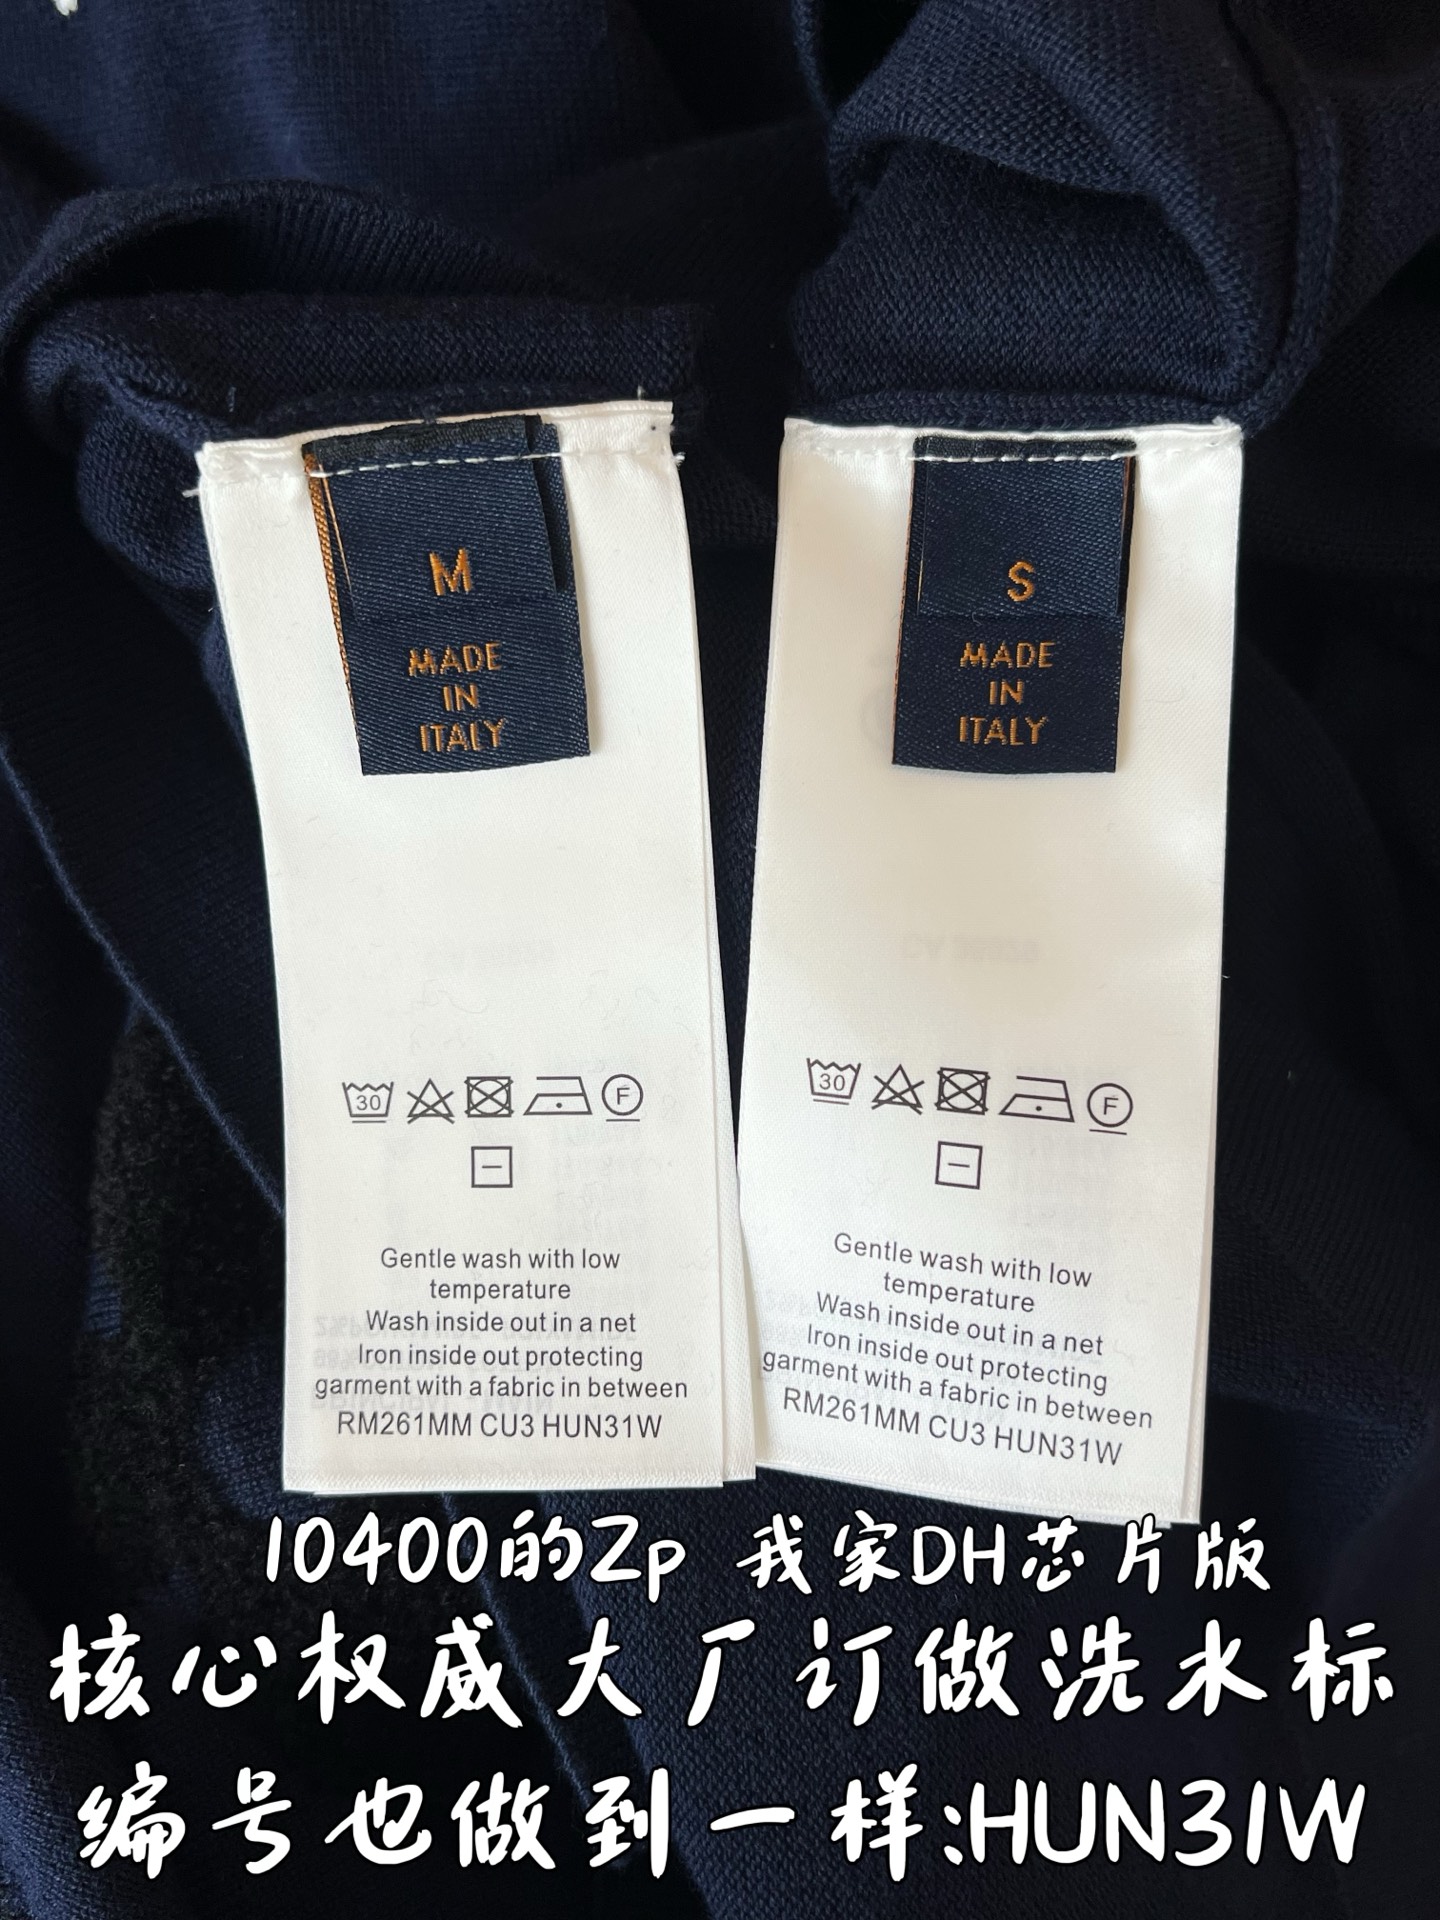 M
MADE
IN
ITALY
30
F
Gentle wash with low
temperature
Wash inside out in a net
Iron inside out protecting
garment with a fabric in between
RM261MM CU3 HUN31W
S
MADE
IN
ITALY
30
F
Gentle wash with low
temperature
Wash inside out in a net
Iron inside out protecting
garment with a fabric in between
RM261MM CU3 HUN31W
10400的Zp 我家DH芯片版
核心权威大厂订做洗水标
编号也做到一样:HUN31W